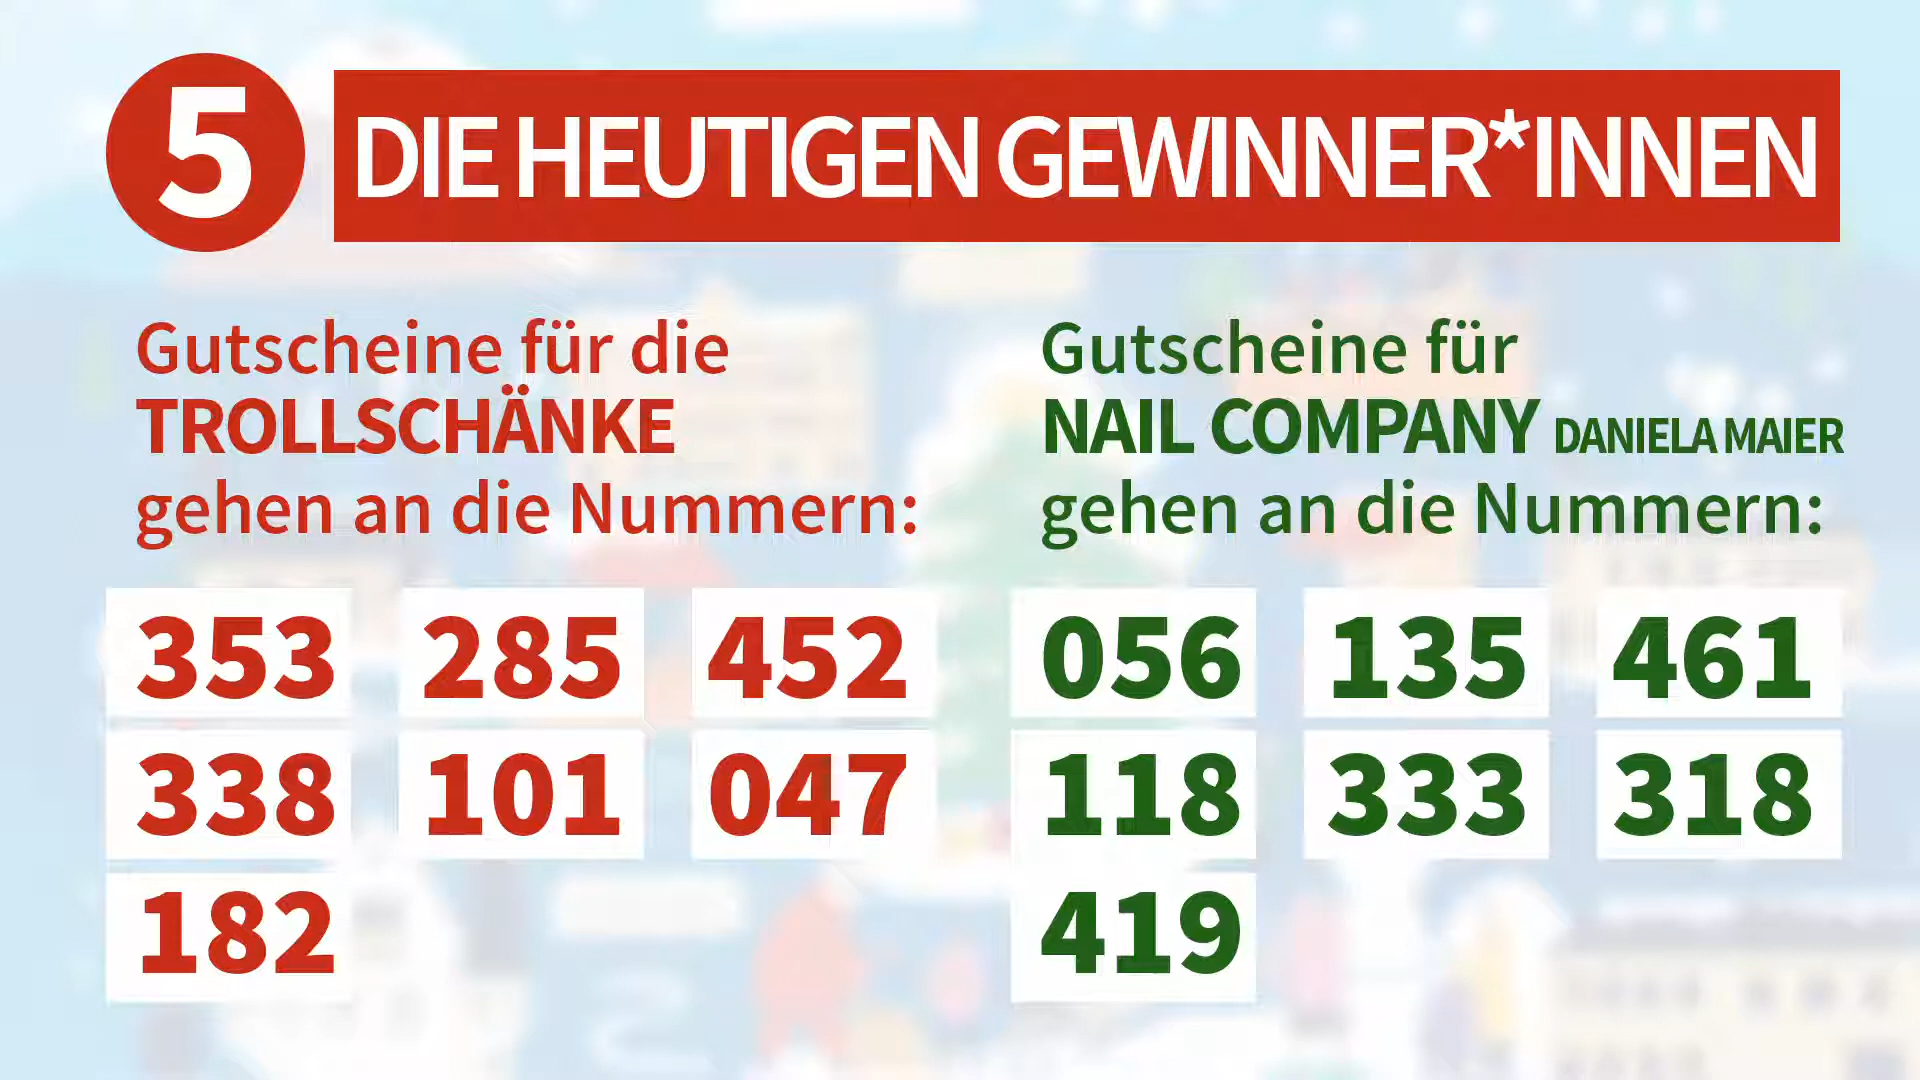 5
DIE HEUTIGEN GEWINNER*INNEN
Gutscheine für die
TROLLSCHÄNKE
gehen an die Nummern:
353 285 452
338 101 047
182
Gutscheine für
NAIL COMPANY DANIELA MAIER
gehen an die Nummern:
056 135 461
118 333 318
419